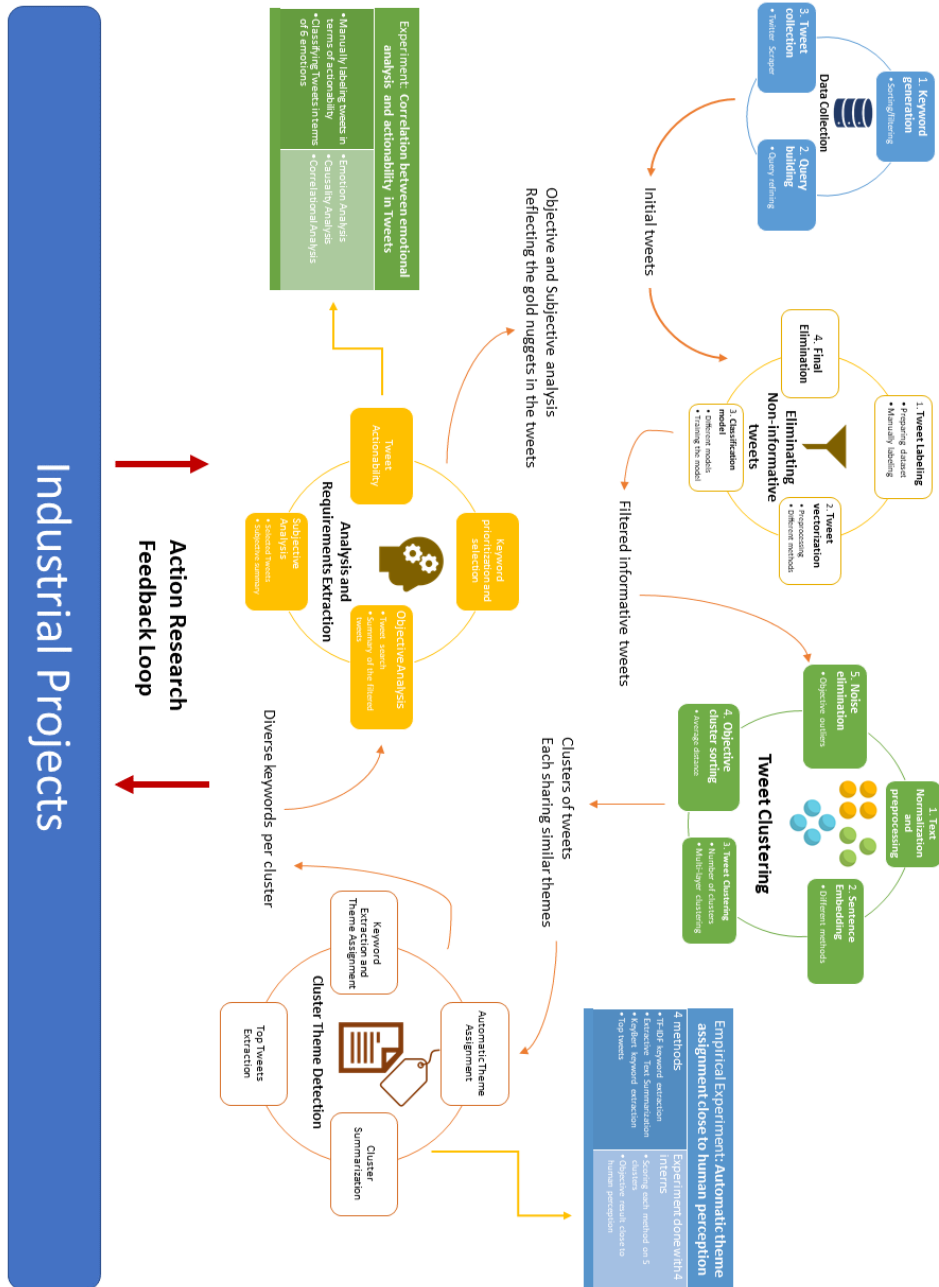 1. Keyword
generation
• Sorting/filtering
2. Query
building
• Query refining
3. Tweet
collection
• Twitter Scraper
Data Collection
Initial tweets
1. Tweet Labeling
• Preparing dataset
• Manually labeling
2. Tweet
vectorization
• Preprocessing
• Different methods
3. Classification
model
• Different models
• Training the model
4. Final
Elimination
Eliminating
Non-informative
tweets
Filtered informative tweets
1. Text
Normalization
and
preprocessing
2. Sentence
Embedding
• Different methods
3. Tweet Clustering
• Number of clusters
• Multi-layer clustering
4. Objective
cluster sorting
• Average distance
5. Noise
elimination
• Objective outliers
Tweet Clustering
Clusters of tweets
Each sharing similar themes
Empirical Experiment: Automatic theme
assignment close to human perception
4 methods
• TF-IDF keyword extraction
• Extractive Text Summarization
• KeyBert keyword extraction
• Top tweets
Experiment done with 4
interns
• Scoring each method on 5
clusters
• Objective result close to
human perception
Automatic Theme
Assignment
Cluster
Summarization
Top Tweets
Extraction
Keyword
Extraction and
Theme Assignment
Cluster Theme Detection
Diverse keywords per cluster
Keyword
prioritization and
selection
Objective Analysis
• Tweet search
• Summary of the filtered
tweets
Subjective
Analysis
• Selected Tweets
• Subjective summary
Tweet
Actionability
Analysis and
Requirements Extraction
Objective and Subjective analysis
Reflecting the gold nuggets in the tweets
Experiment: Correlation between emotional
analysis and actionability in Tweets
• Manually labeling tweets in
terms of actionability
• Classifying Tweets in terms
of 6 emotions
• Emotion Analysis
• Causality Analysis
• Correlational Analysis
Action Research
Feedback Loop
Industrial Projects